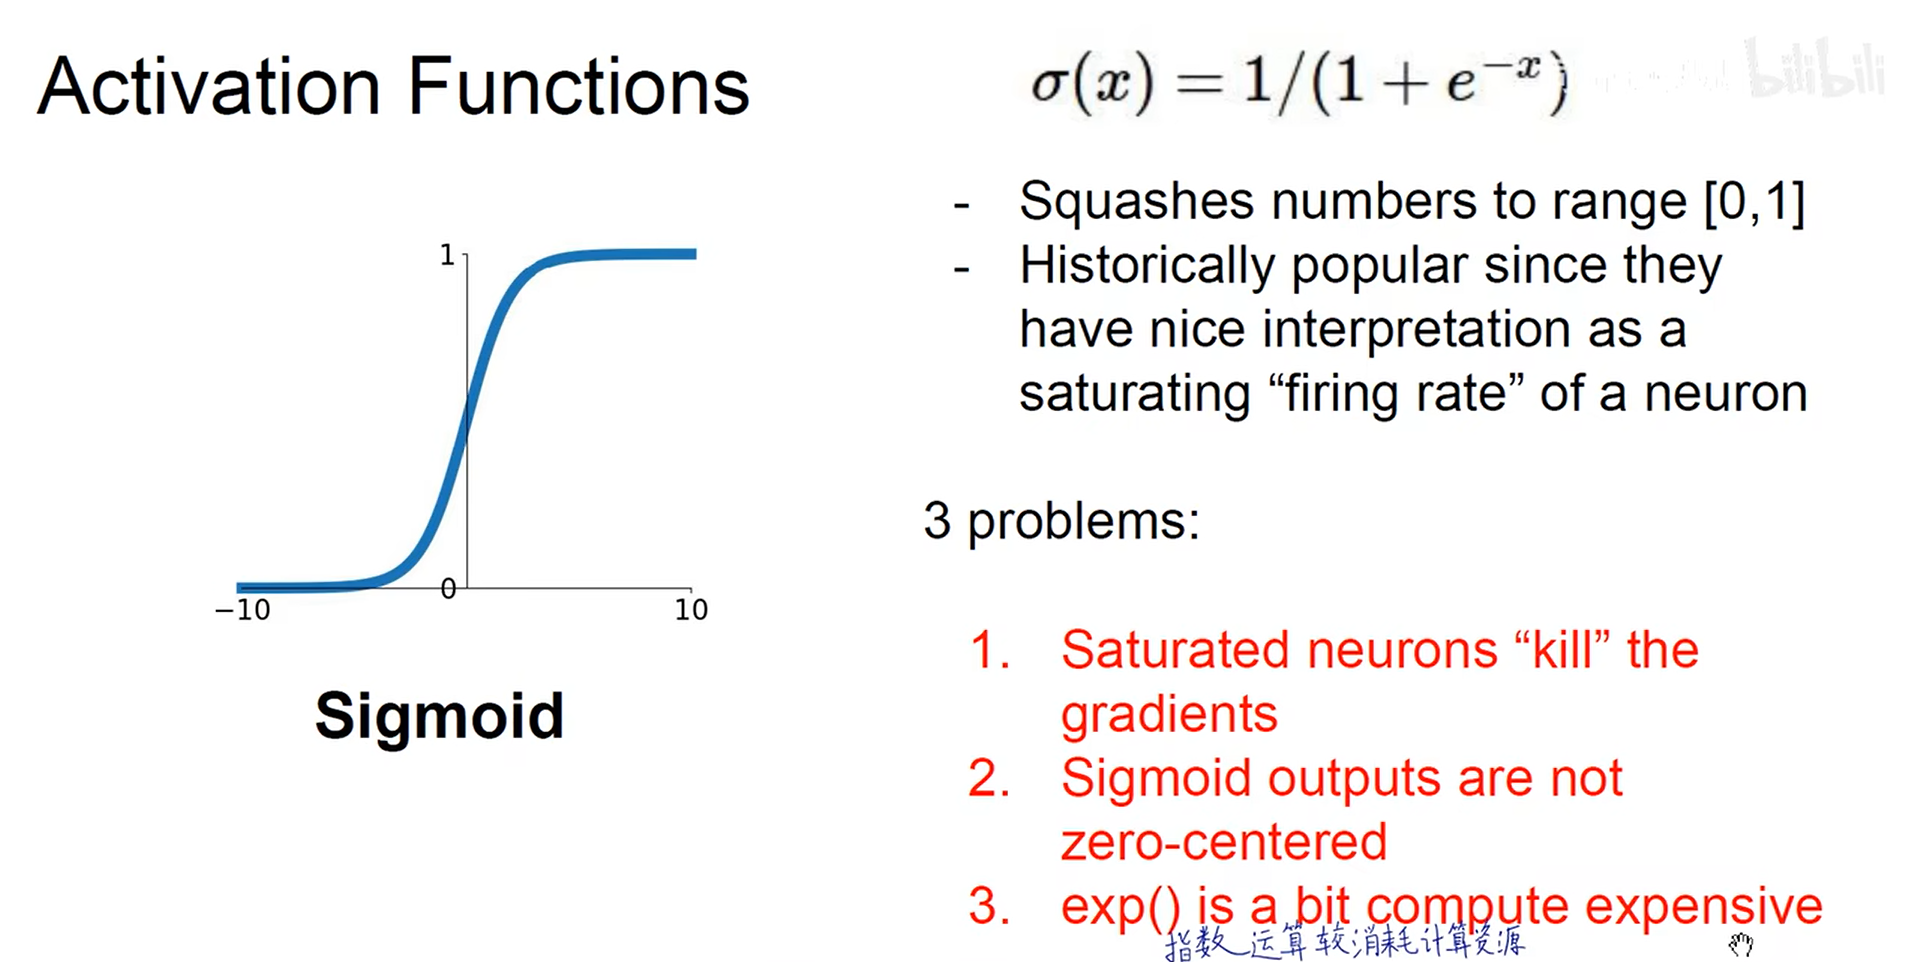 Activation Functions
σ(x) = 1/(1 + e^{-x})
bilibili
- Squashes numbers to range [0,1]
- Historically popular since they
have nice interpretation as a
saturating “firing rate” of a neuron
1
0
−10
10
Sigmoid
3 problems:
1. Saturated neurons “kill” the
gradients
2. Sigmoid outputs are not
zero-centered
3. exp() is a bit compute expensive
指数运算较消耗计算资源